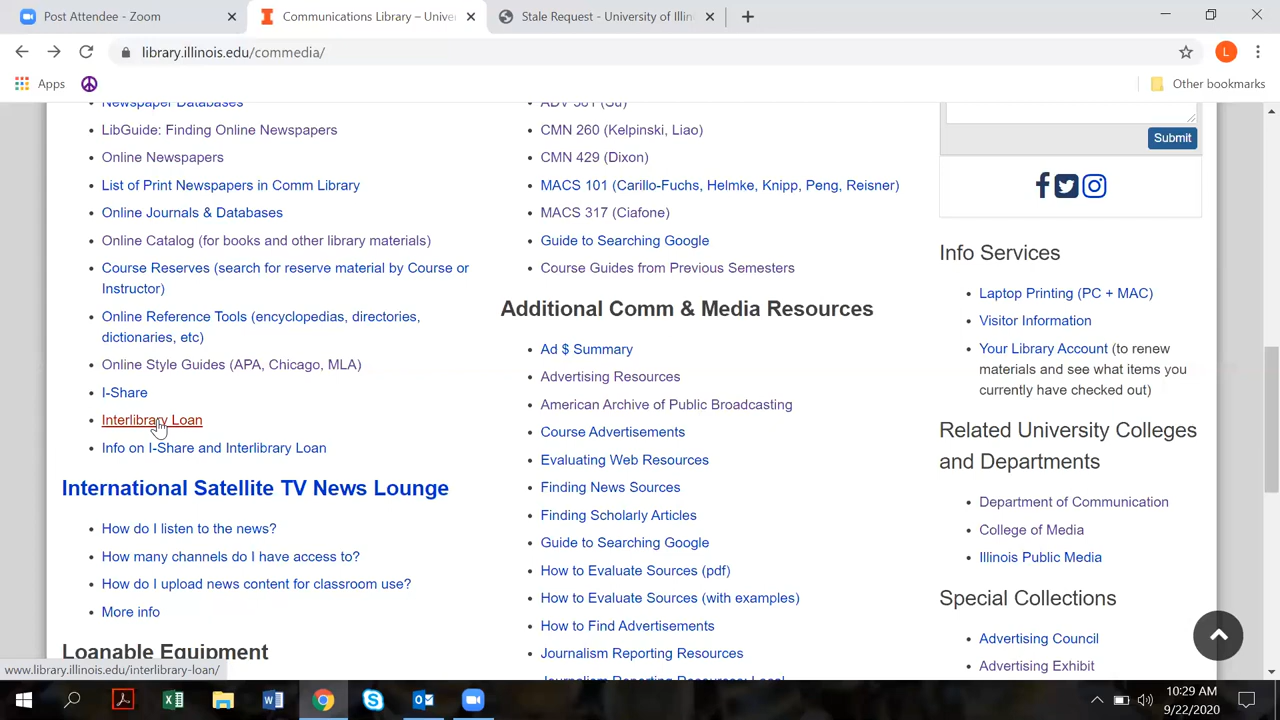 Post Attendee - Zoom
Communications Library – Univer
Stale Request - University of Illin
library.illinois.edu/commedia/
L
Apps
Other bookmarks
Newspaper Databases
LibGuide: Finding Online Newspapers
Online Newspapers
List of Print Newspapers in Comm Library
Online Journals & Databases
Online Catalog (for books and other library materials)
Course Reserves (search for reserve material by Course or
Instructor)
Online Reference Tools (encyclopedias, directories,
dictionaries, etc)
Online Style Guides (APA, Chicago, MLA)
I-Share
Interlibrary Loan
Info on I-Share and Interlibrary Loan
International Satellite TV News Lounge
How do I listen to the news?
How many channels do I have access to?
How do I upload news content for classroom use?
More info
Loanable Equipment
www.library.illinois.edu/interlibrary-loan/
CMN 260 (Kelpinski, Liao)
CMN 429 (Dixon)
MACS 101 (Carillo-Fuchs, Helmke, Knipp, Peng, Reisner)
MACS 317 (Ciafone)
Guide to Searching Google
Course Guides from Previous Semesters
Additional Comm & Media Resources
Ad $ Summary
Advertising Resources
American Archive of Public Broadcasting
Course Advertisements
Evaluating Web Resources
Finding News Sources
Finding Scholarly Articles
Guide to Searching Google
How to Evaluate Sources (pdf)
How to Evaluate Sources (with examples)
How to Find Advertisements
Journalism Reporting Resources
Journalism Reporting Resources: Local
Submit
Info Services
Laptop Printing (PC + MAC)
Visitor Information
Your Library Account (to renew
materials and see what items you
currently have checked out)
Related University Colleges
and Departments
Department of Communication
College of Media
Illinois Public Media
Special Collections
Advertising Council
Advertising Exhibit
10:29 AM
9/22/2020